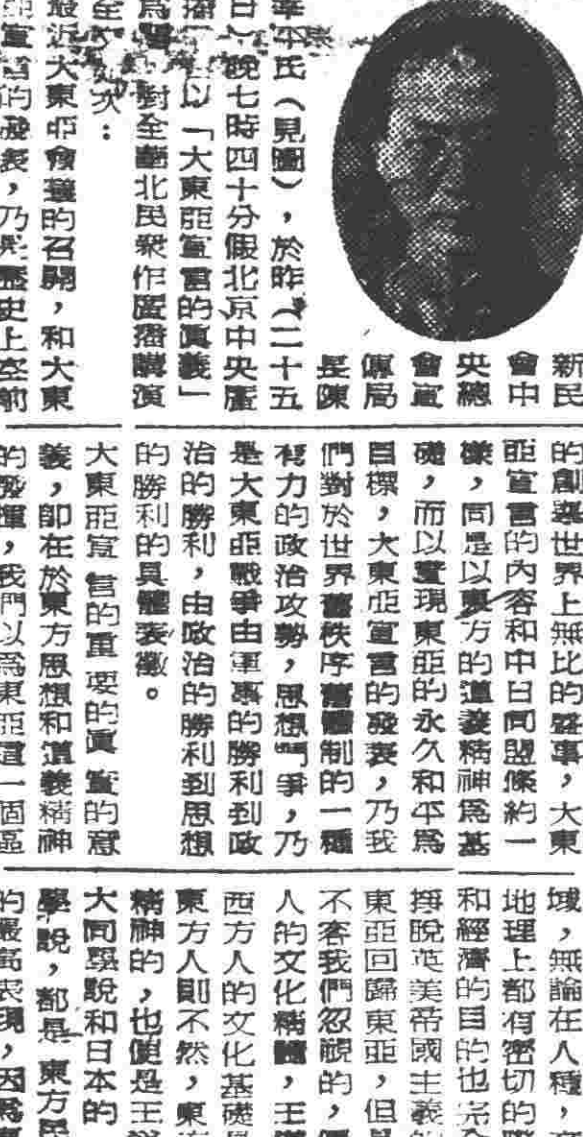 新民
會中
央總
會宣
傳局
長陳
宰平氏（見圖），於昨（二十五
日）晚七時四十分假北京中央廣
播 以「大東亞宣言的眞義」
爲題 對全華北民衆作廣播講演
全文如次：
最近大東亞會議的召開，和大東
亞宣言的發表，乃是歷史上空前
的創舉世界上無比的盛事，大東
亞宣言的內容和中日同盟條約一
樣，同是以東方的道義精神爲基
礎，而以實現東亞的永久和平爲
目標，大東亞宣言的發表，乃我
們對於世界舊秩序舊體制的一種
有力的政治攻勢，思想鬥爭，乃
是大東亞戰爭由軍事的勝利到政
治的勝利，由政治的勝利到思想
的勝利的具體表徵。
大東亞宣言的重要的眞實的意
義，卽在於東方思想和道義精神
的發揮，我們以爲東亞這一個區
域，無論在人種，
地理上都有密切的
和經濟的目的也完
掙脫英美帝國主義的
東亞回歸東亞，但
不容我們忽視的，
人的文化精體，王道
西方人的文化基礎
東方人則不然，東
精神的，也便是王
大同學說和日本的
學說，都是東方民
的最高表現，因爲